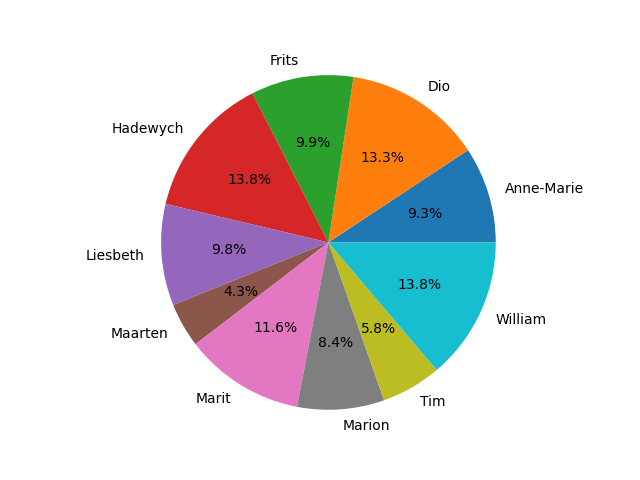 Frits
Dio
Hadewych
9.9%
13.3%
13.8%
Anne-Marie
9.3%
Liesbeth
9.8%
4.3%
13.8%
Maarten
11.6%
8.4%
5.8%
William
Marit
Marion
Tim